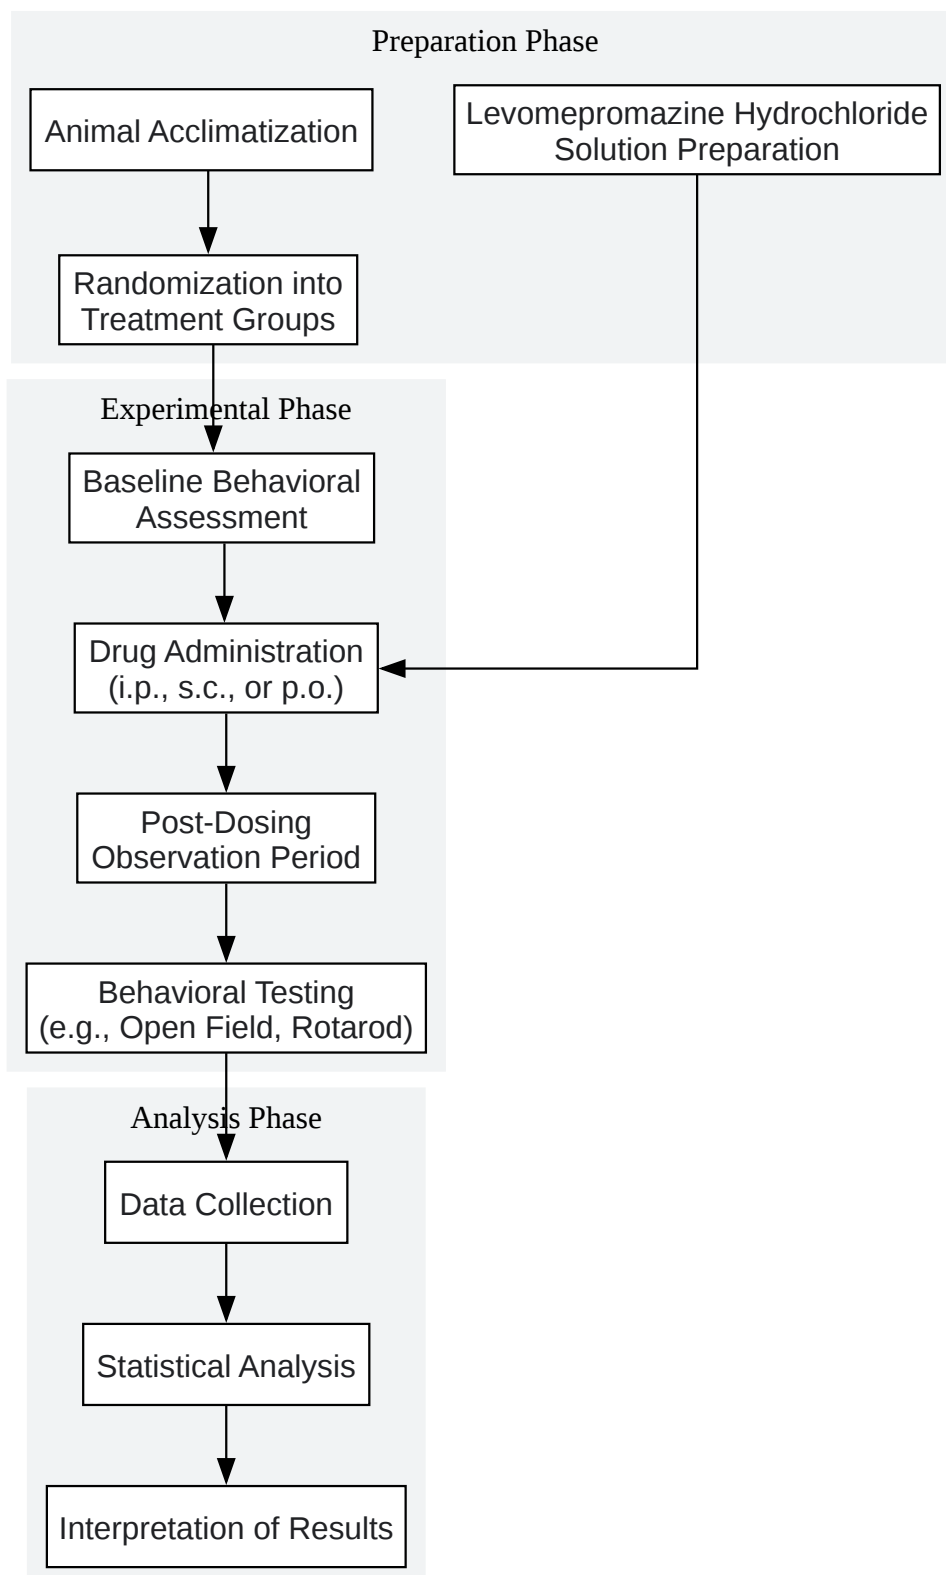 Preparation Phase
Animal Acclimatization
Levomepromazine Hydrochloride
Solution Preparation
Randomization into
Treatment Groups
Experimental Phase
Baseline Behavioral
Assessment
Drug Administration
(i.p., s.c., or p.o.)
Post-Dosing
Observation Period
Behavioral Testing
(e.g., Open Field, Rotarod)
Analysis Phase
Data Collection
Statistical Analysis
Interpretation of Results